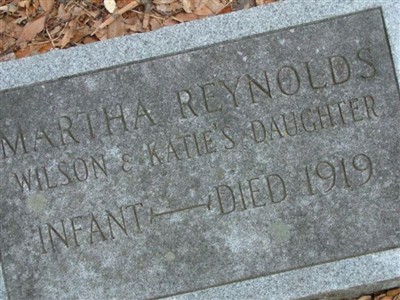 MARTHA REYNOLDS
WILSON & KATIE'S DAUGHTER
INFANT — DIED 1919